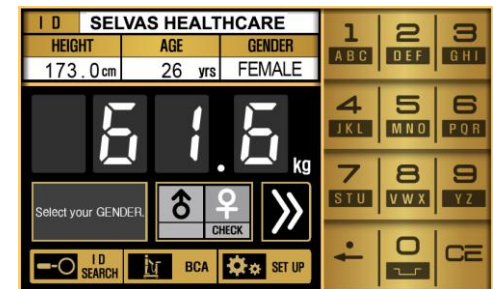 ID SELVAS HEALTHCARE
HEIGHT AGE GENDER
173.0cm 26 yrs FEMALE
61.6 kg
Select your GENDER.
CHECK
ID SEARCH
BCA
SET UP
1 2 3
ABC DEF GHI
4 5 6
JKL MNO PQR
7 8 9
STU VWX YZ
0 CE